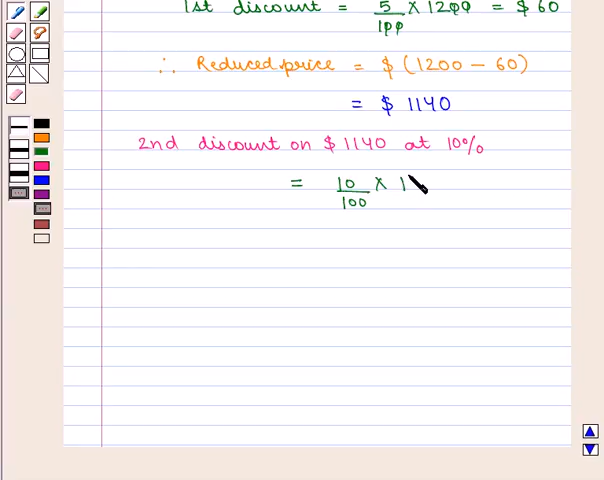 1st discount = 5/100 × 1200 = $ 60
∴ Reduced price = $ (1200 − 60)
= $ 1140
2nd discount on $ 1140 at 10%
= 10/100 × 1